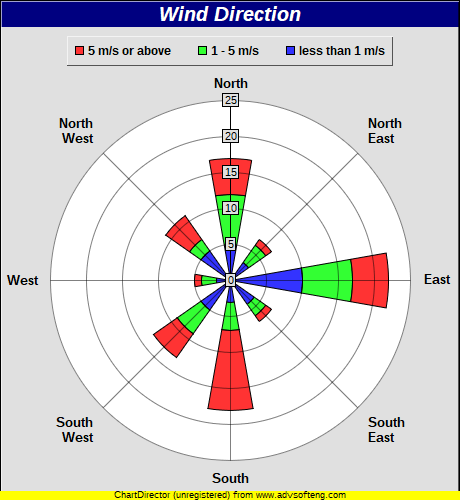 Wind Direction
5 m/s or above 1 - 5 m/s less than 1 m/s
North
25
North West
North East
20
15
10
5
West
0
East
South West
South East
South
ChartDirector (unregistered) from www.advsofteng.com